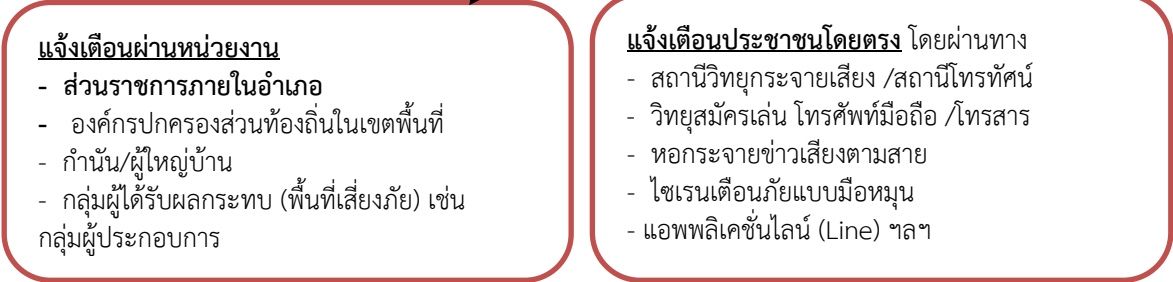 แจ้งเตือนผ่านหน่วยงาน
- ส่วนราชการภายในอำเภอ
- องค์กรปกครองส่วนท้องถิ่นในเขตพื้นที่
- กำนัน/ผู้ใหญ่บ้าน
- กลุ่มผู้ได้รับผลกระทบ (พื้นที่เสี่ยงภัย) เช่น
กลุ่มผู้ประกอบการ
แจ้งเตือนประชาชนโดยตรง โดยผ่านทาง
- สถานีวิทยุกระจายเสียง /สถานีโทรทัศน์
- วิทยุสมัครเล่น โทรศัพท์มือถือ /โทรสาร
- หอกระจายข่าวเสียงตามสาย
- ไซเรนเตือนภัยแบบมือหมุน
- แอพพลิเคชั่นไลน์ (Line) ฯลฯ